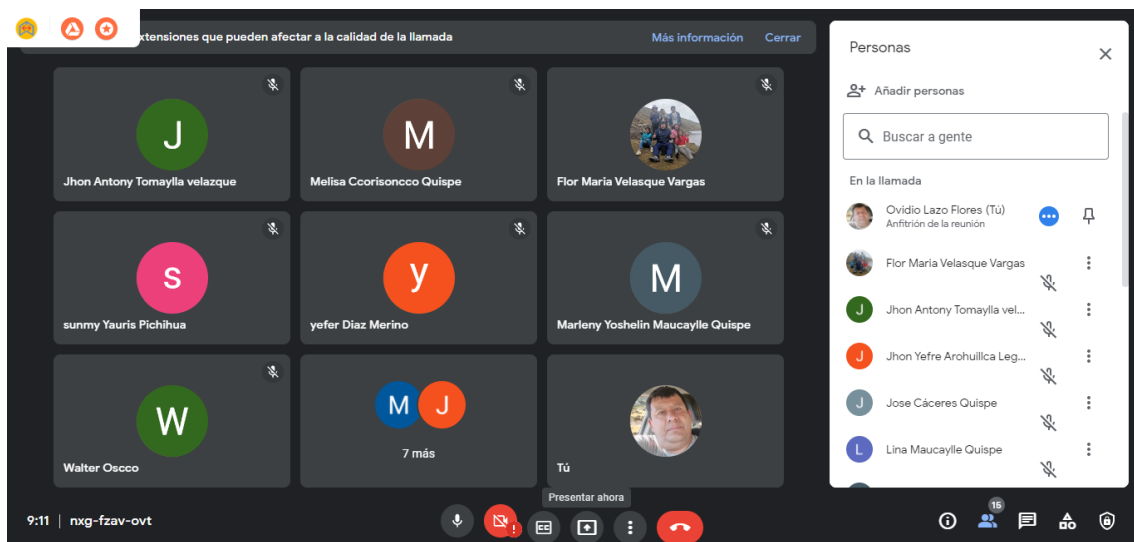 xtensiones que pueden afectar a la calidad de la llamada
Más información
Cerrar
J
Jhon Antony Tomaylla velazque
M
Melisa Ccorisoncco Quispe
Flor Maria Velasque Vargas
s
sunmy Yauris Pichihua
y
yefer Diaz Merino
M
Marleny Yoshelin Maucaylle Quispe
W
Walter Oscco
M J
7 más
Tú
Presentar ahora
9:11 | nxg-fzav-ovt
CC
15
Personas
Añadir personas
Buscar a gente
En la llamada
Ovidio Lazo Flores (Tú)
Anfitrión de la reunión
Flor Maria Velasque Vargas
J
Jhon Antony Tomaylla vel...
J
Jhon Yefre Arohuillca Leg...
J
Jose Cáceres Quispe
L
Lina Maucaylle Quispe